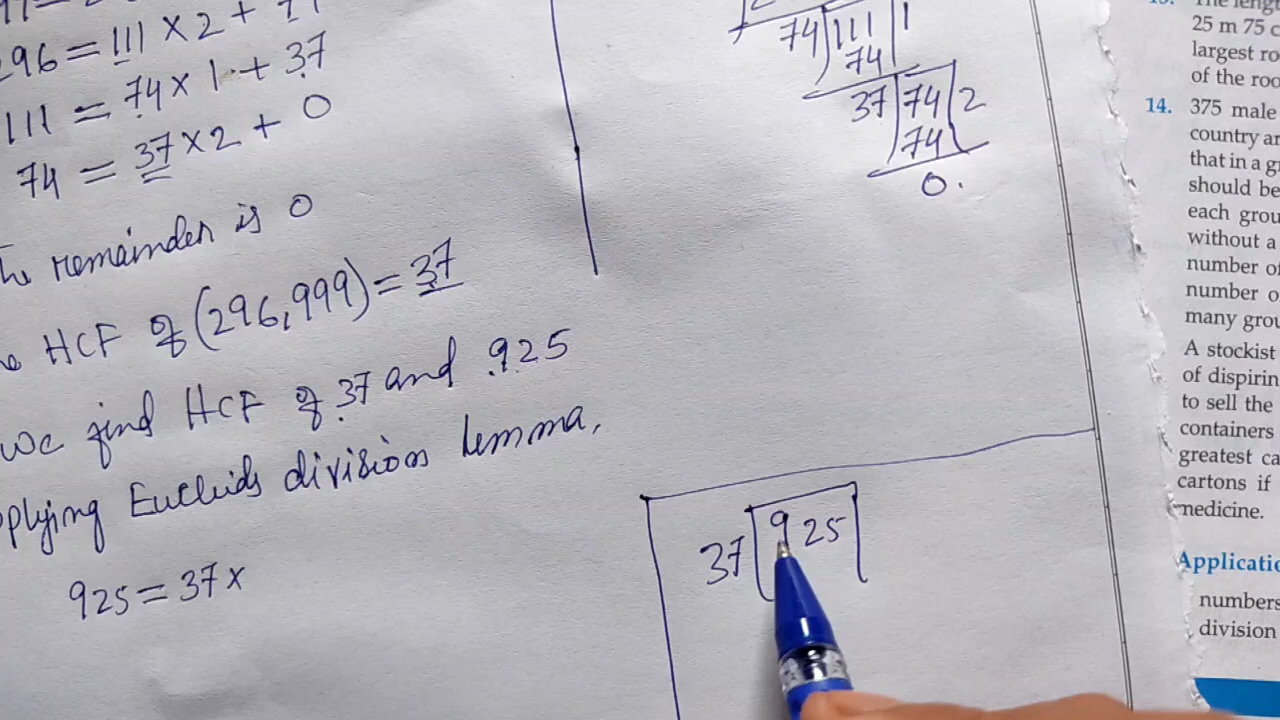 296 = 111 × 2 +
111 = 74 × 1 + 37
74 = 37 × 2 + 0
remainder is 0
HCF of (296,999) = 37
we find HCF of 37 and 925
Applying Euclids division lemma,
925 = 37 ×
74 111 1
74
37 74 2
74
0.
37 925
25 m 75 c
largest ro
of the roo
14. 375 male
country an
that in a g
should be
each grou
without a
number of
number o
many grou
A stockist
of dispirin
to sell the
containers
greatest ca
cartons if
medicine.
Applicatio
numbers
division